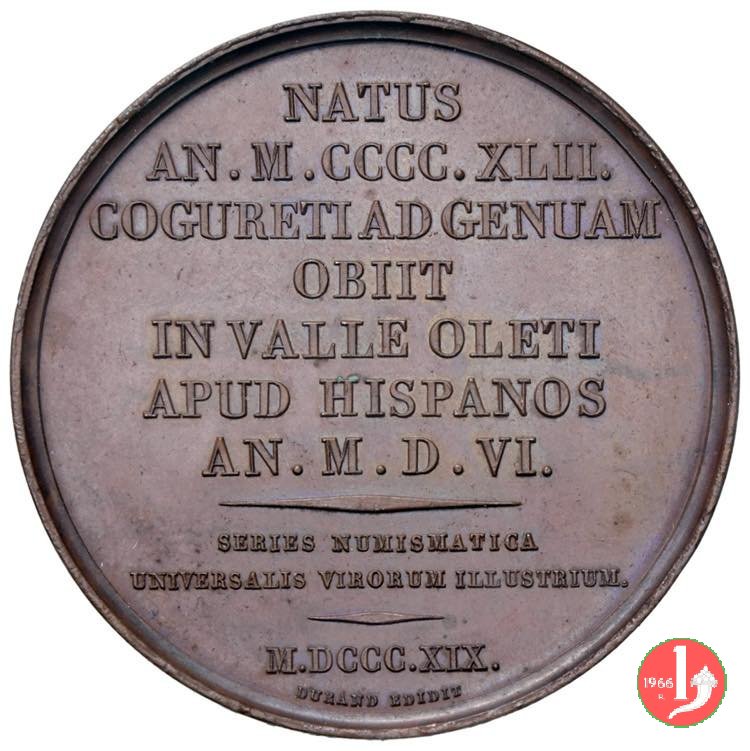 NATUS
AN. M. CCCC. XLII.
COGURETI AD GENUAM
OBIIT
IN VALLE OLETI
APUD HISPANOS
AN. M. D. VI.
SERIES NUMISMATICA
UNIVERSALIS VIRORUM ILLUSTRIUM.
M.DCCC.XIX.
DURAND EDIDIT
1966
R.